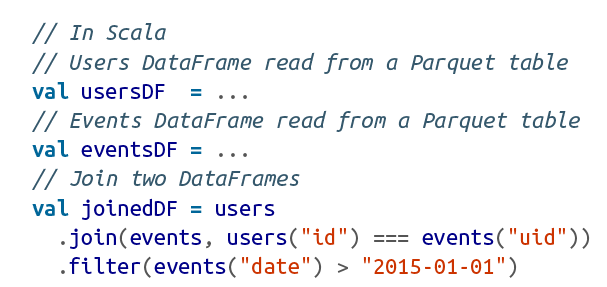 // In Scala
// Users DataFrame read from a Parquet table
val usersDF  = ...
// Events DataFrame read from a Parquet table
val eventsDF = ...
// Join two DataFrames
val joinedDF = users
  .join(events, users("id") === events("uid"))
  .filter(events("date") > "2015-01-01")